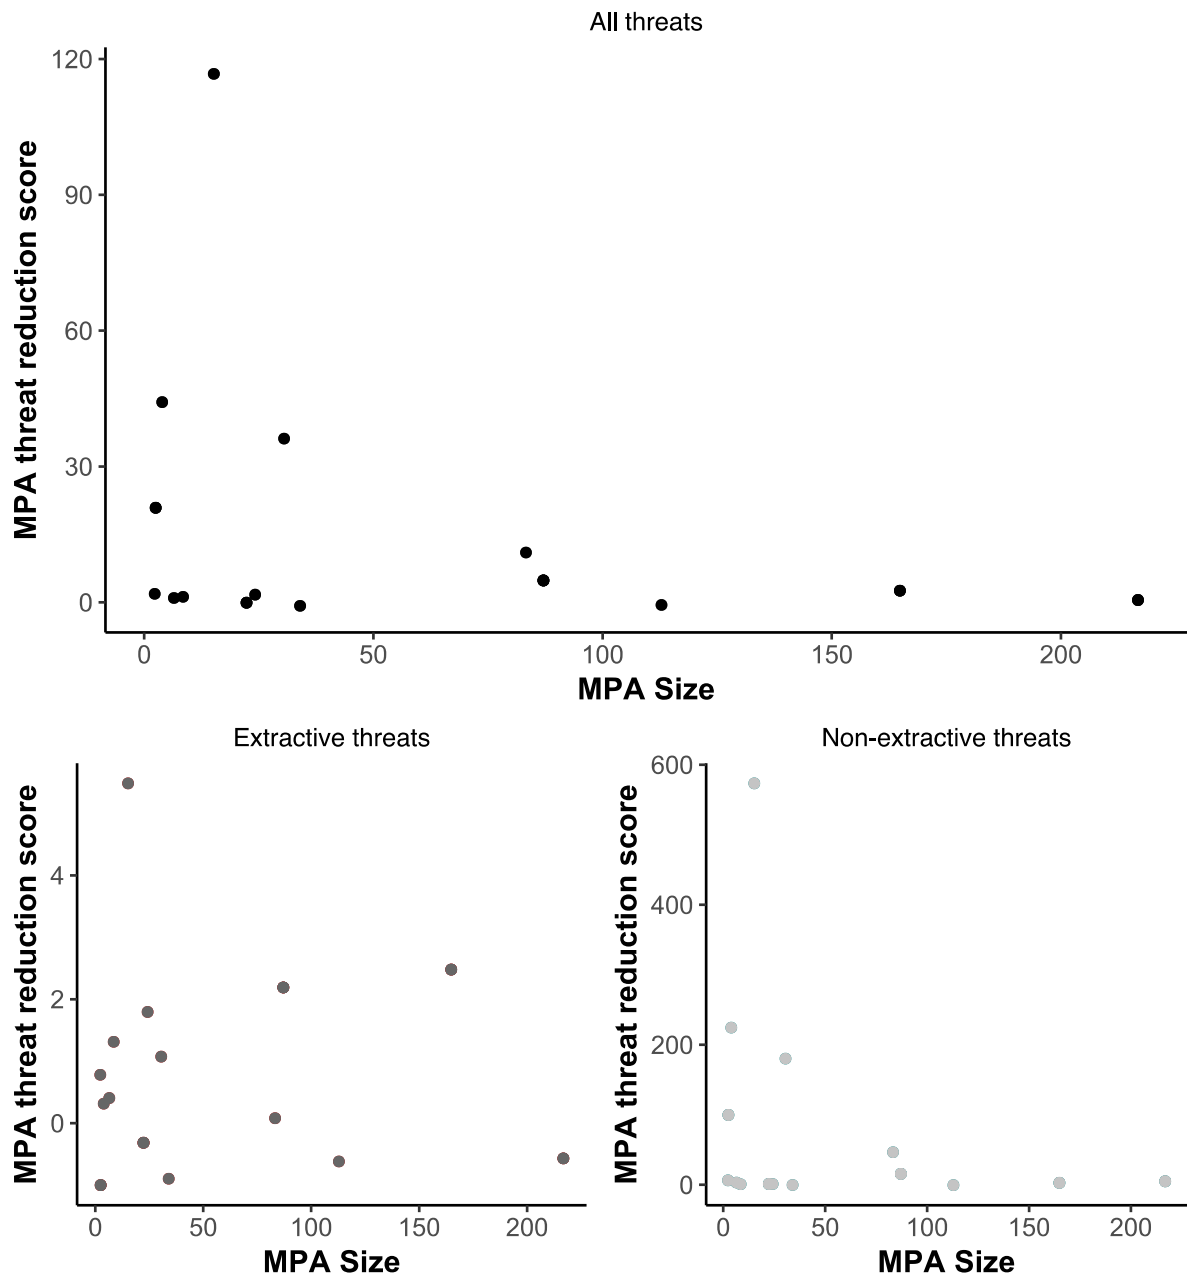 All threats
MPA threat reduction score
120
90
60
30
0
0 50 100 150 200
MPA Size
Extractive threats
MPA threat reduction score
4
2
0
0 50 100 150 200
MPA Size
Non-extractive threats
MPA threat reduction score
600
400
200
0
0 50 100 150 200
MPA Size